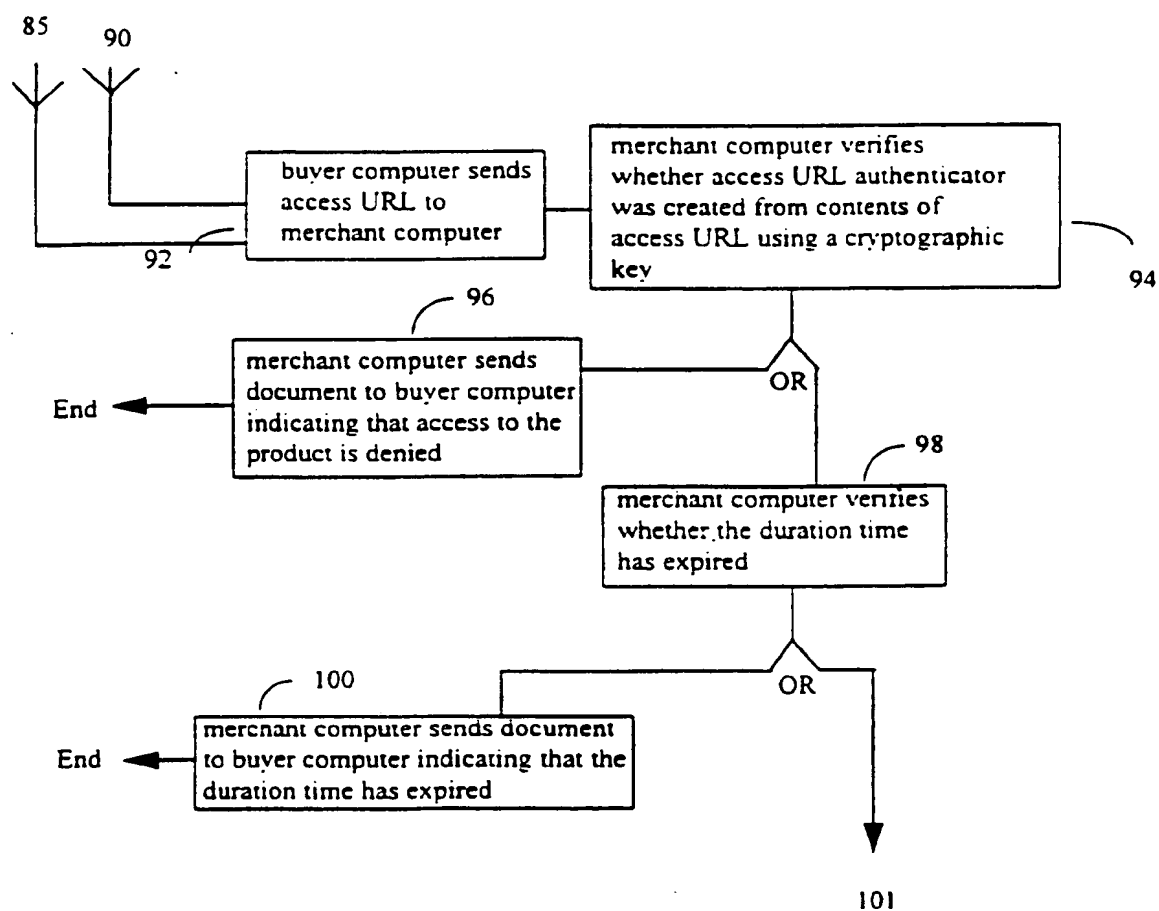 85
90
buyer computer sends
access URL to
merchant computer
92
merchant computer verifies
whether access URL authenticator
was created from contents of
access URL using a cryptographic
key
94
96
merchant computer sends
document to buyer computer
indicating that access to the
product is denied
End
OR
98
merchant computer verifies
whether the duration time
has expired
OR
100
merchant computer sends document
to buyer computer indicating that the
duration time has expired
End
101